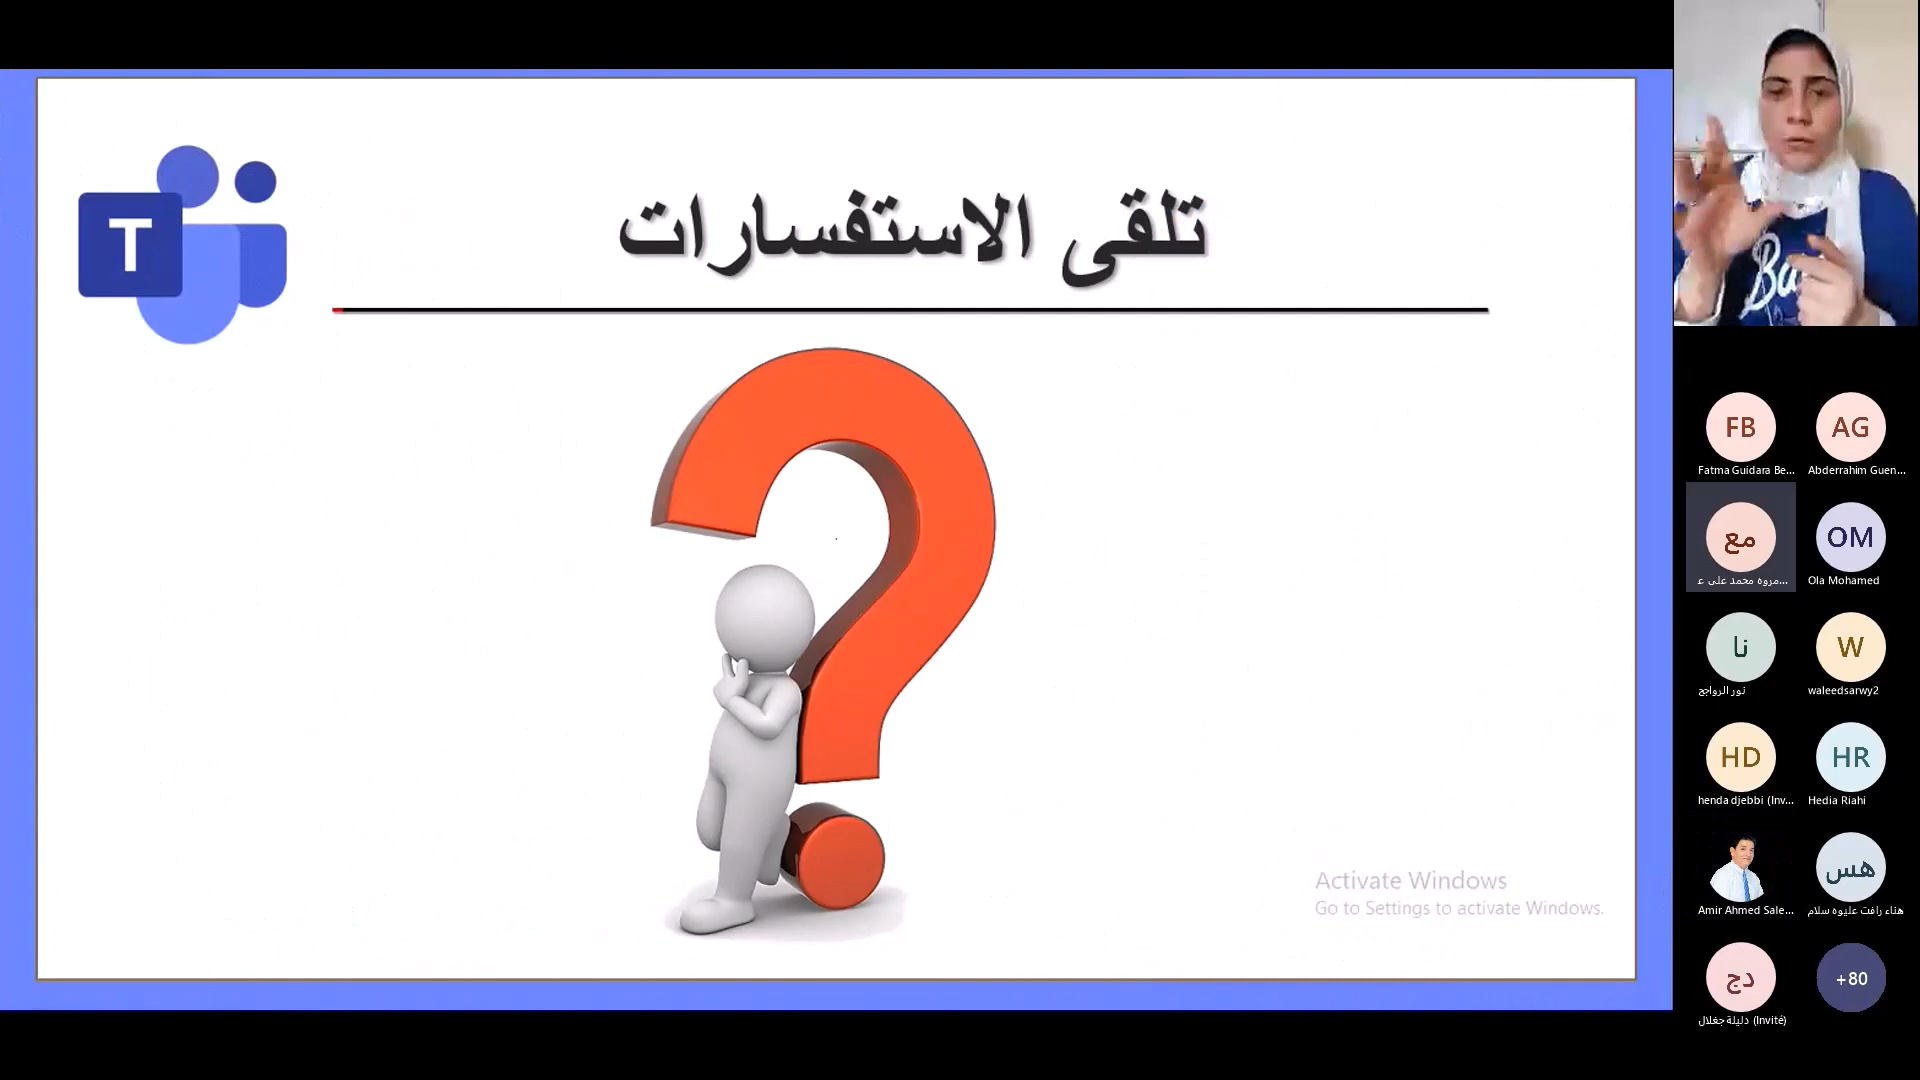 T
تلقى الاستفسارات
Activate Windows
Go to Settings to activate Windows.
Ba
FB
Fatma Guidara Be...
AG
Abderrahim Guen...
مع
مروه محمد على ع...
OM
Ola Mohamed
نا
نور الرواجح
W
waleedsarwy2
HD
henda djebbi (Inv...
HR
Hedia Riahi
Amir Ahmed Sale...
هس
هناء رافت عليوه سلام
دج
دليلة جغلال (Invité)
+80